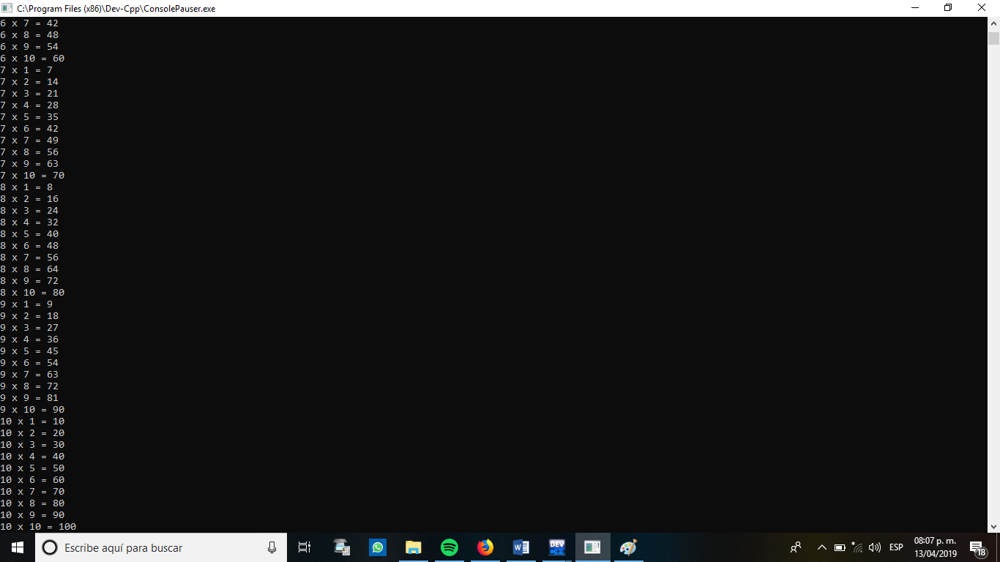 C:\Program Files (x86)\Dev-Cpp\ConsolePauser.exe
6 x 7 = 42
6 x 8 = 48
6 x 9 = 54
6 x 10 = 60
7 x 1 = 7
7 x 2 = 14
7 x 3 = 21
7 x 4 = 28
7 x 5 = 35
7 x 6 = 42
7 x 7 = 49
7 x 8 = 56
7 x 9 = 63
7 x 10 = 70
8 x 1 = 8
8 x 2 = 16
8 x 3 = 24
8 x 4 = 32
8 x 5 = 40
8 x 6 = 48
8 x 7 = 56
8 x 8 = 64
8 x 9 = 72
8 x 10 = 80
9 x 1 = 9
9 x 2 = 18
9 x 3 = 27
9 x 4 = 36
9 x 5 = 45
9 x 6 = 54
9 x 7 = 63
9 x 8 = 72
9 x 9 = 81
9 x 10 = 90
10 x 1 = 10
10 x 2 = 20
10 x 3 = 30
10 x 4 = 40
10 x 5 = 50
10 x 6 = 60
10 x 7 = 70
10 x 8 = 80
10 x 9 = 90
10 x 10 = 100
Escribe aquí para buscar
DEV
ESP
08:07 p. m.
13/04/2019
18